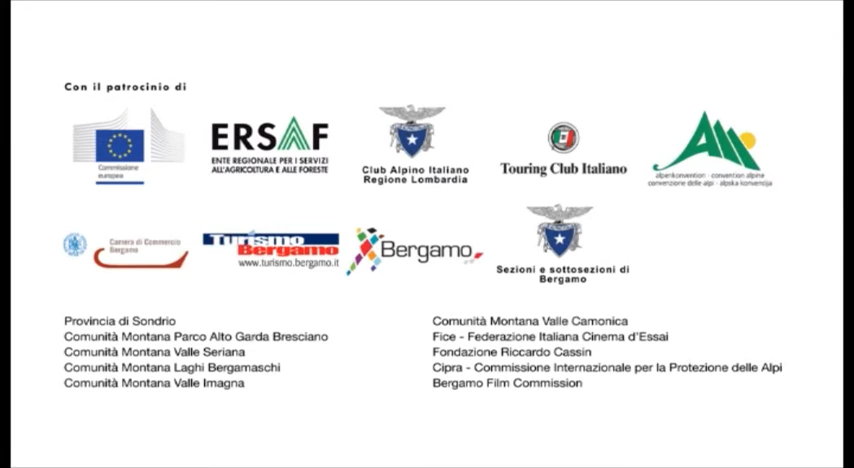 Con il patrocinio di
Commissione
europea
ERSAF
ENTE REGIONALE PER I SERVIZI
ALL'AGRICOLTURA E ALLE FORESTE
Club Alpino Italiano
Regione Lombardia
Touring Club Italiano
alpenkonvention - convention alpine
convenzione delle alpi - alpska konvencija
Camera di Commercio
Bergamo
Turismo
Bergamo
www.turismo.bergamo.it
Bergamo
Sezioni e sottosezioni di
Bergamo
Provincia di Sondrio
Comunità Montana Parco Alto Garda Bresciano
Comunità Montana Valle Seriana
Comunità Montana Laghi Bergamaschi
Comunità Montana Valle Imagna
Comunità Montana Valle Camonica
Fice - Federazione Italiana Cinema d'Essai
Fondazione Riccardo Cassin
Cipra - Commissione Internazionale per la Protezione delle Alpi
Bergamo Film Commission